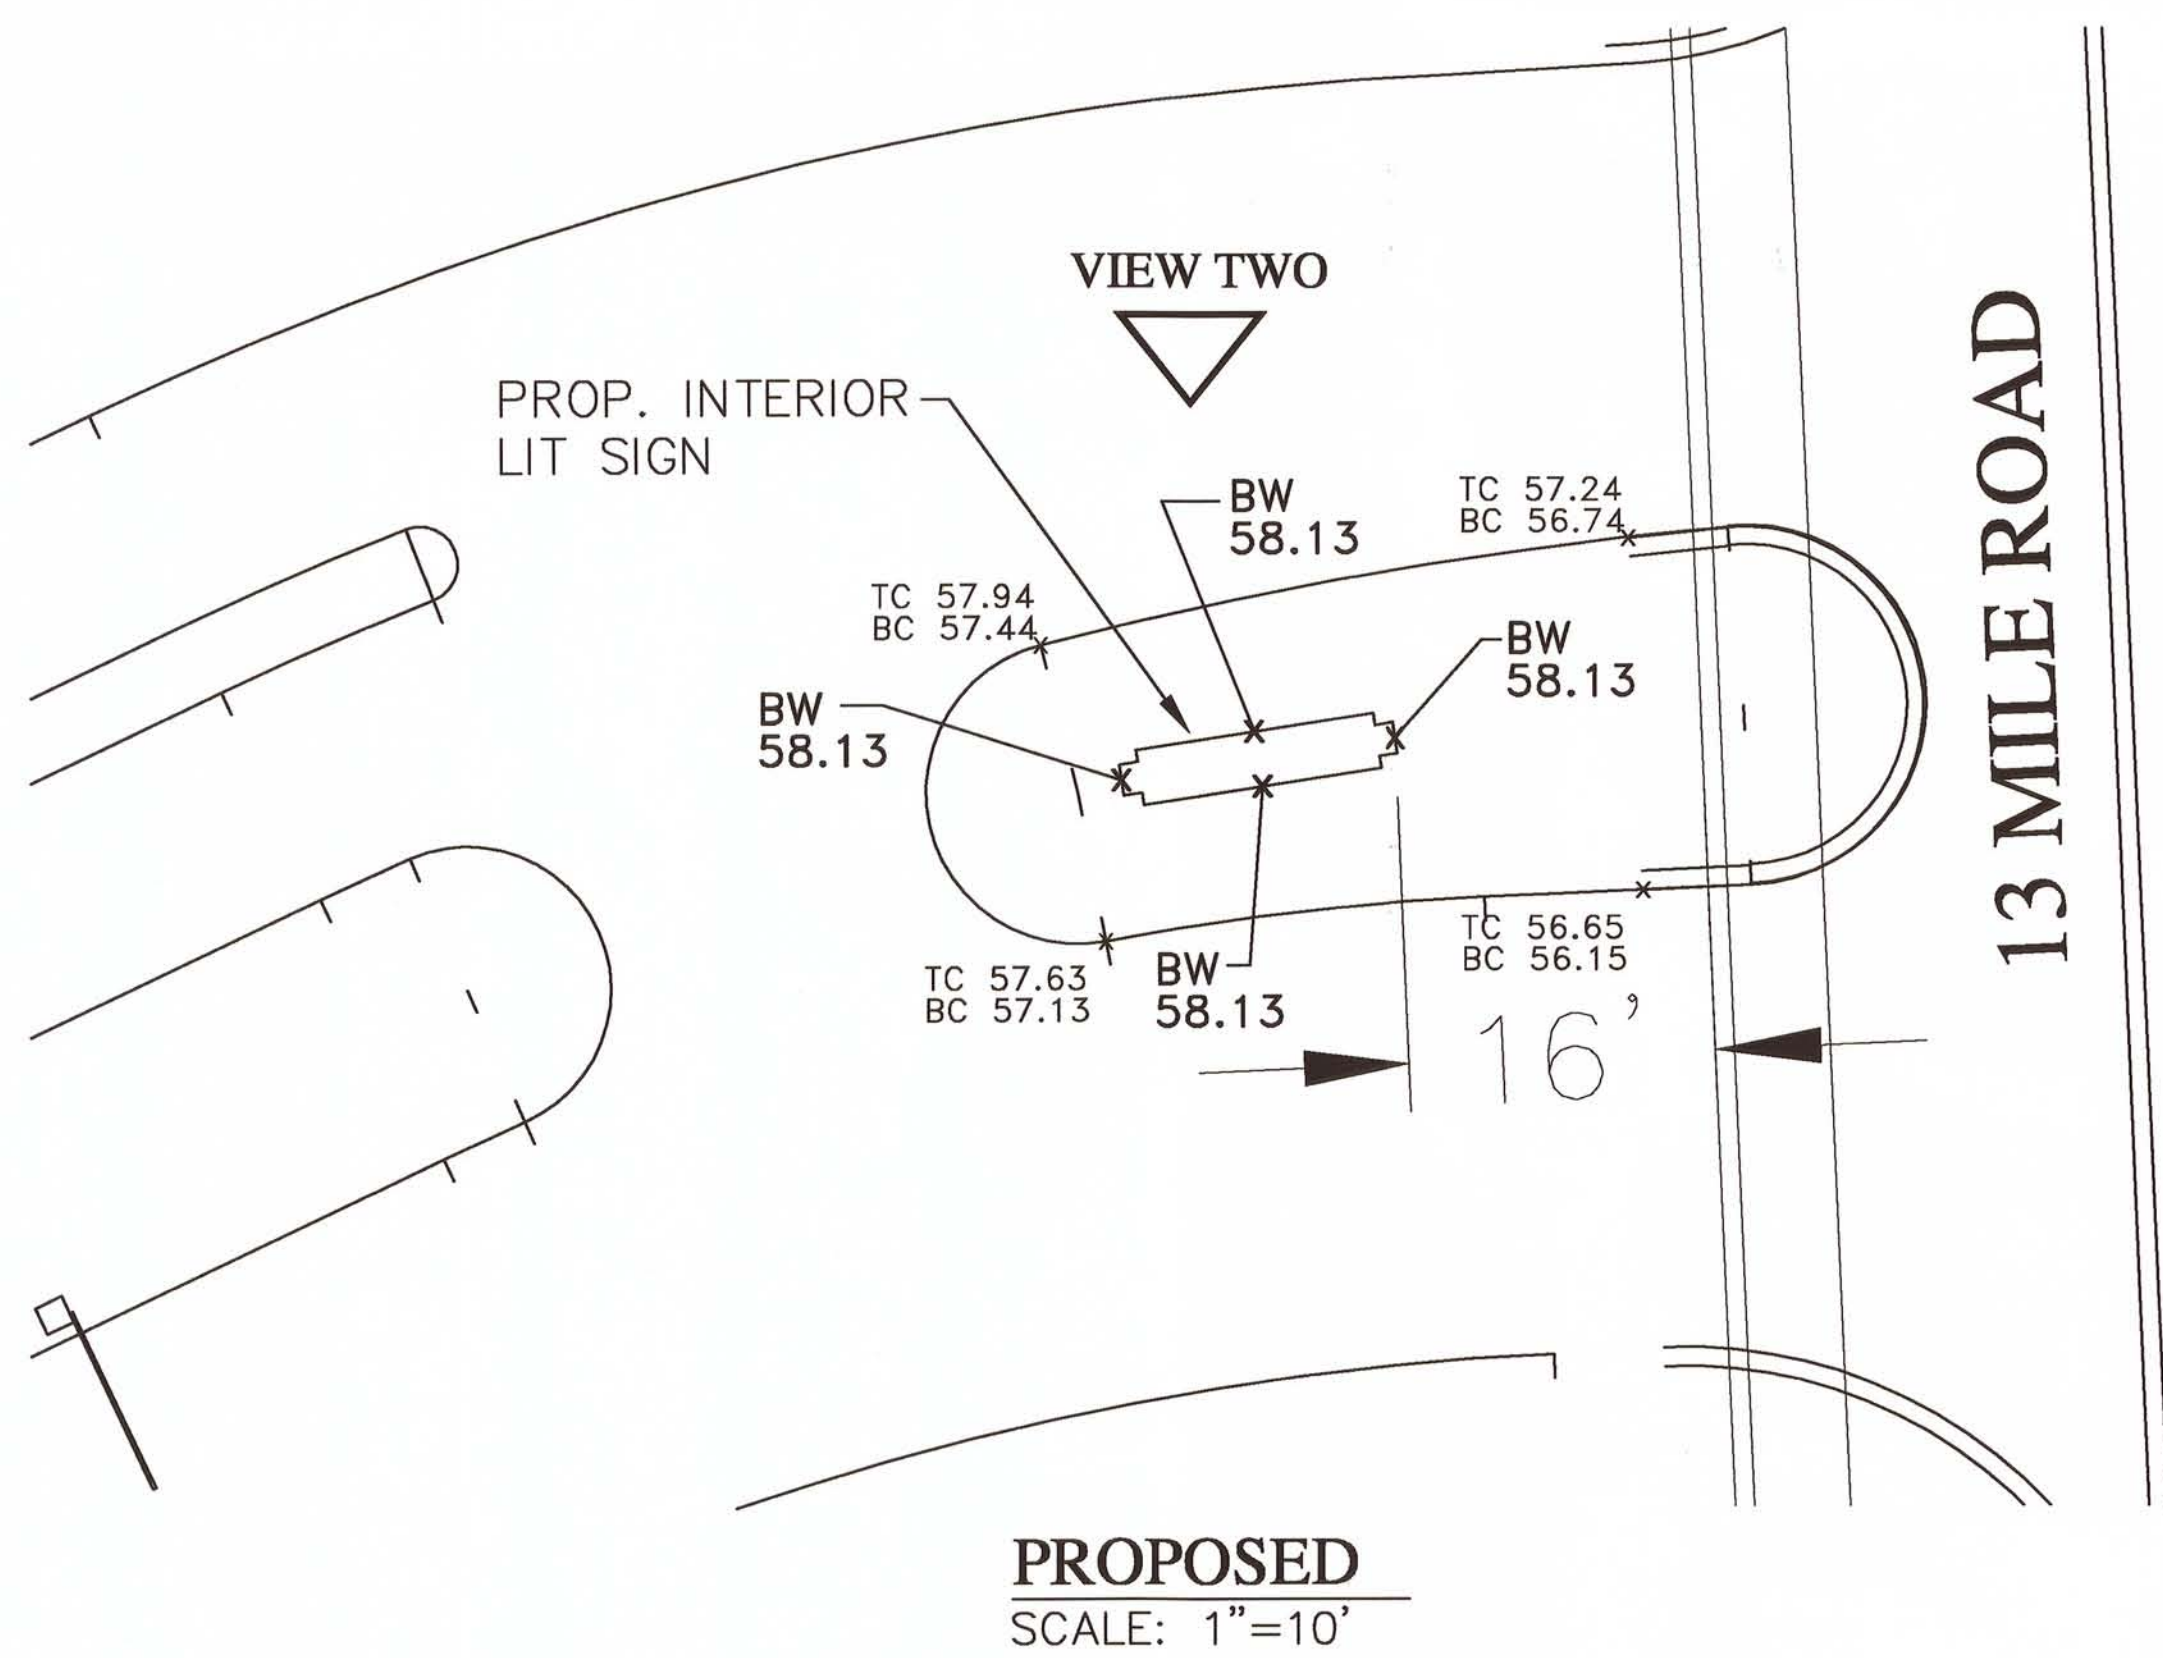 VIEW TWO
PROP. INTERIOR
LIT SIGN
BW
58.13
TC 57.24
BC 56.74
TC 57.94
BC 57.44
BW
58.13
BW
58.13
13 MILE ROAD
TC 56.65
BC 56.15
TC 57.63
BC 57.13
BW
58.13
16'
PROPOSED
SCALE: 1"=10'